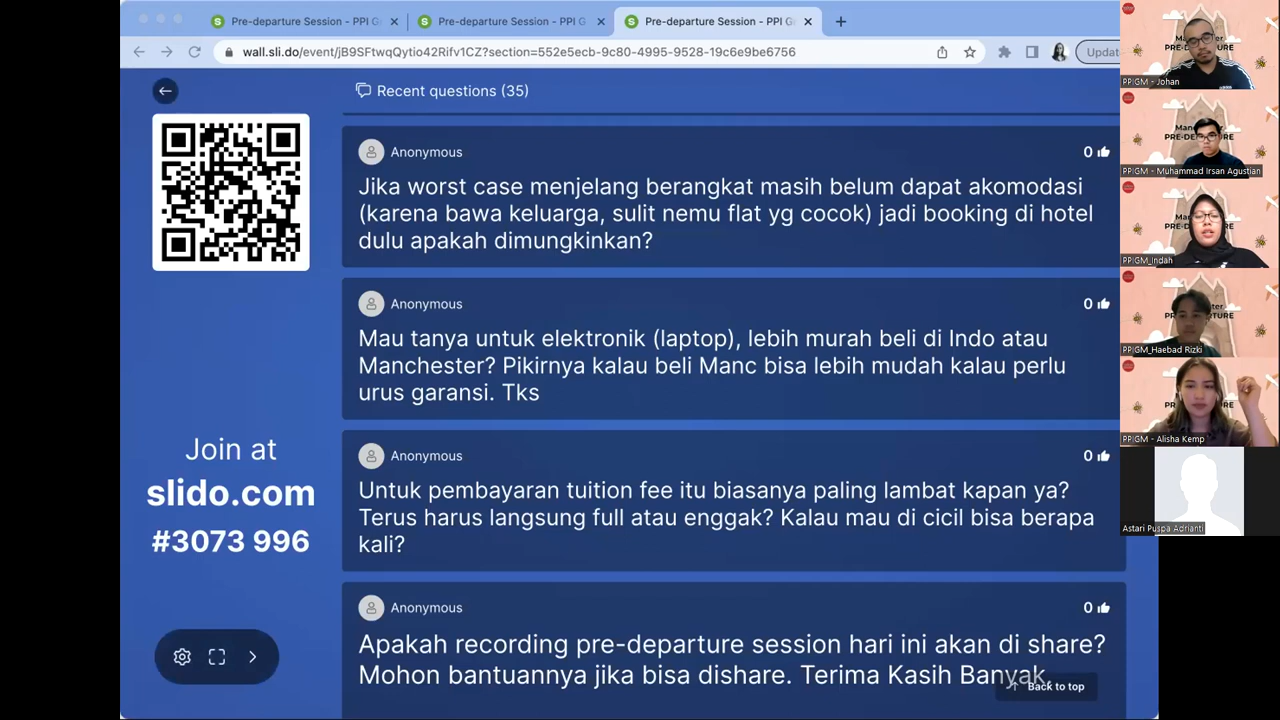 Pre-departure Session - PPI G
Pre-departure Session - PPI G
Pre-departure Session - PPI G
wall.sli.do/event/jB9SFtwqQytio42Rifv1CZ?section=552e5ecb-9c80-4995-9528-19c6e9be6756
Updat
Recent questions (35)
Anonymous
0
Jika worst case menjelang berangkat masih belum dapat akomodasi
(karena bawa keluarga, sulit nemu flat yg cocok) jadi booking di hotel
dulu apakah dimungkinkan?
Anonymous
0
Mau tanya untuk elektronik (laptop), lebih murah beli di Indo atau
Manchester? Pikirnya kalau beli Manc bisa lebih mudah kalau perlu
urus garansi. Tks
Anonymous
0
Untuk pembayaran tuition fee itu biasanya paling lambat kapan ya?
Terus harus langsung full atau enggak? Kalau mau di cicil bisa berapa
kali?
Anonymous
0
Apakah recording pre-departure session hari ini akan di share?
Mohon bantuannya jika bisa dishare. Terima Kasih Banyak.
Back to top
Join at
slido.com
#3073 996
PPIGM - Johan
PPIGM - Muhammad Irsan Agustian
PPIGM_Indah
PPIGM_Haebad Rizki
PPIGM - Alisha Kemp
Astari Puspa Adrianti